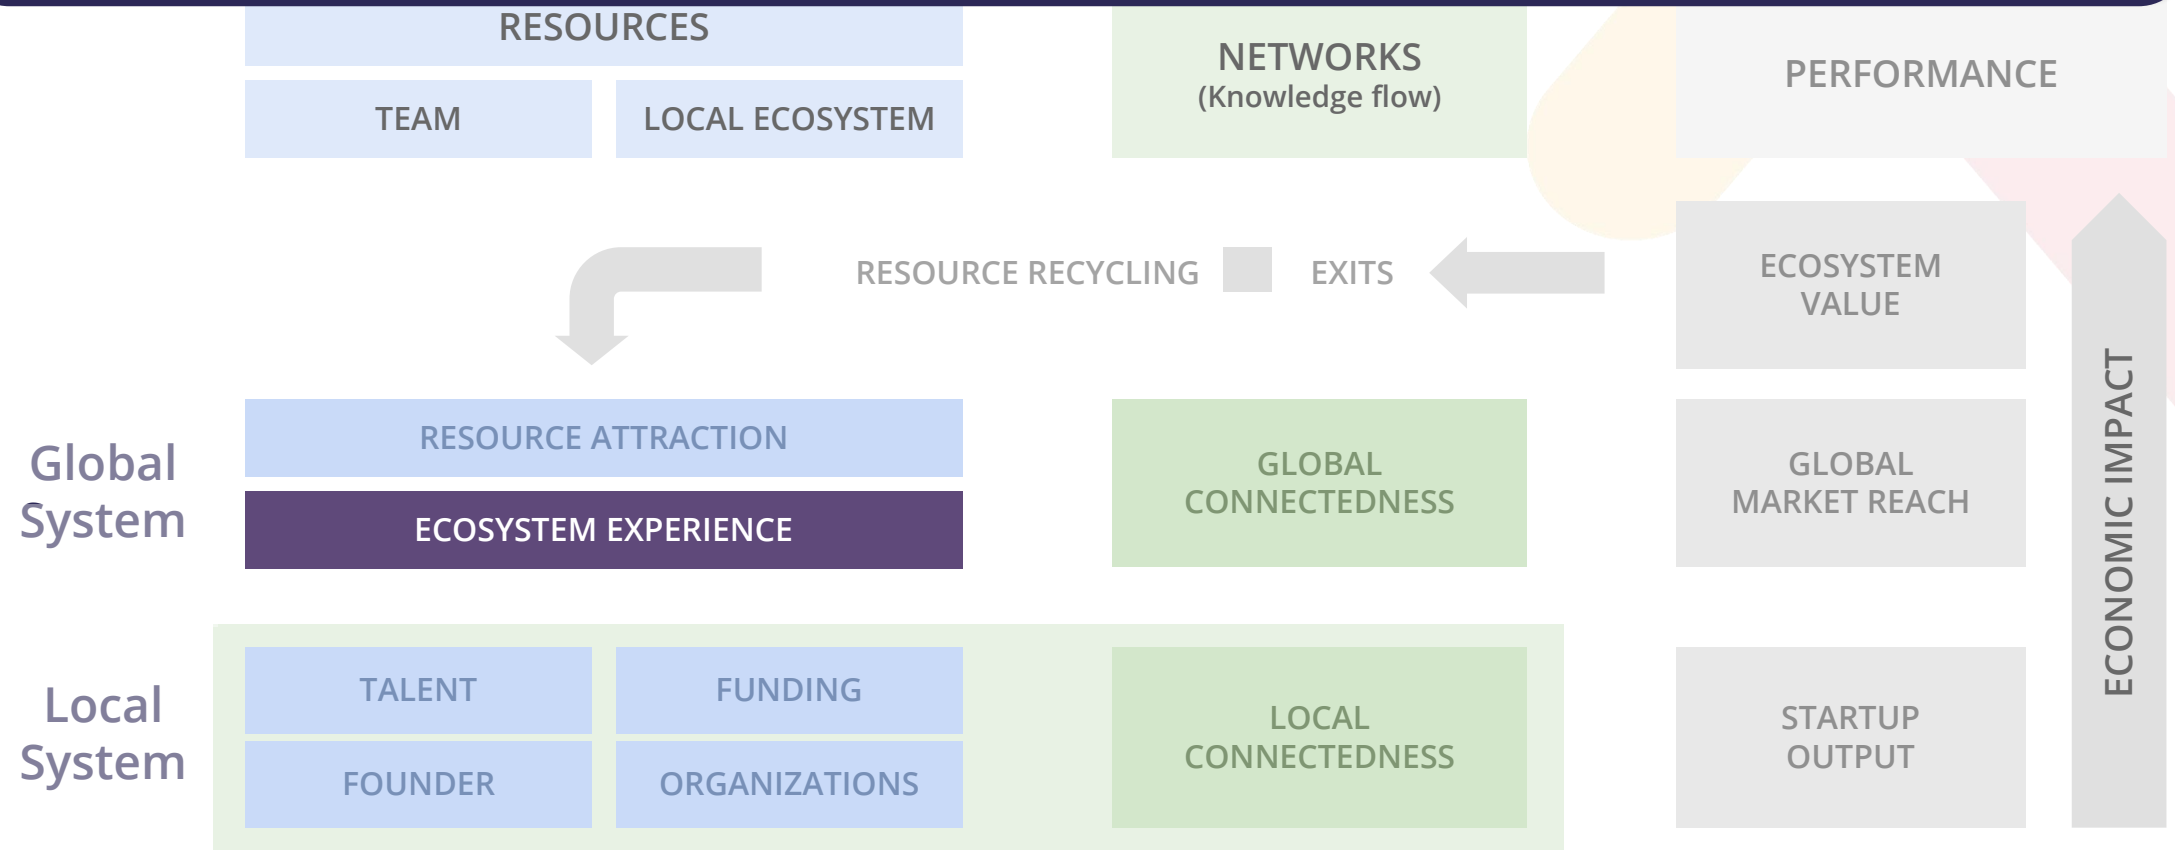 RESOURCES
NETWORKS
(Knowledge flow)
PERFORMANCE
TEAM
LOCAL ECOSYSTEM
RESOURCE RECYCLING
EXITS
ECOSYSTEM
VALUE
Global
System
RESOURCE ATTRACTION
ECOSYSTEM EXPERIENCE
GLOBAL
CONNECTEDNESS
GLOBAL
MARKET REACH
ECONOMIC IMPACT
Local
System
TALENT
FUNDING
FOUNDER
ORGANIZATIONS
LOCAL
CONNECTEDNESS
STARTUP
OUTPUT